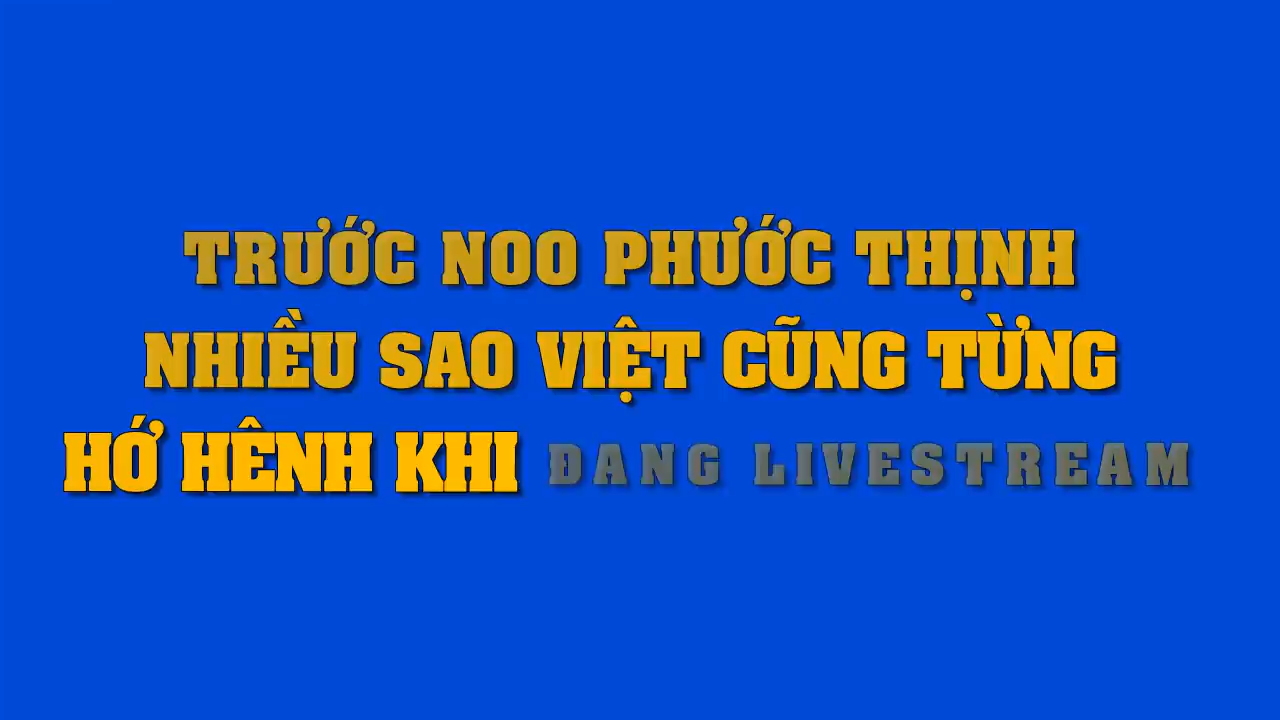 TRƯỚC NOO PHƯỚC THỊNH
NHIỀU SAO VIỆT CŨNG TỪNG
HỚ HÊNH KHI ĐANG LIVESTREAM